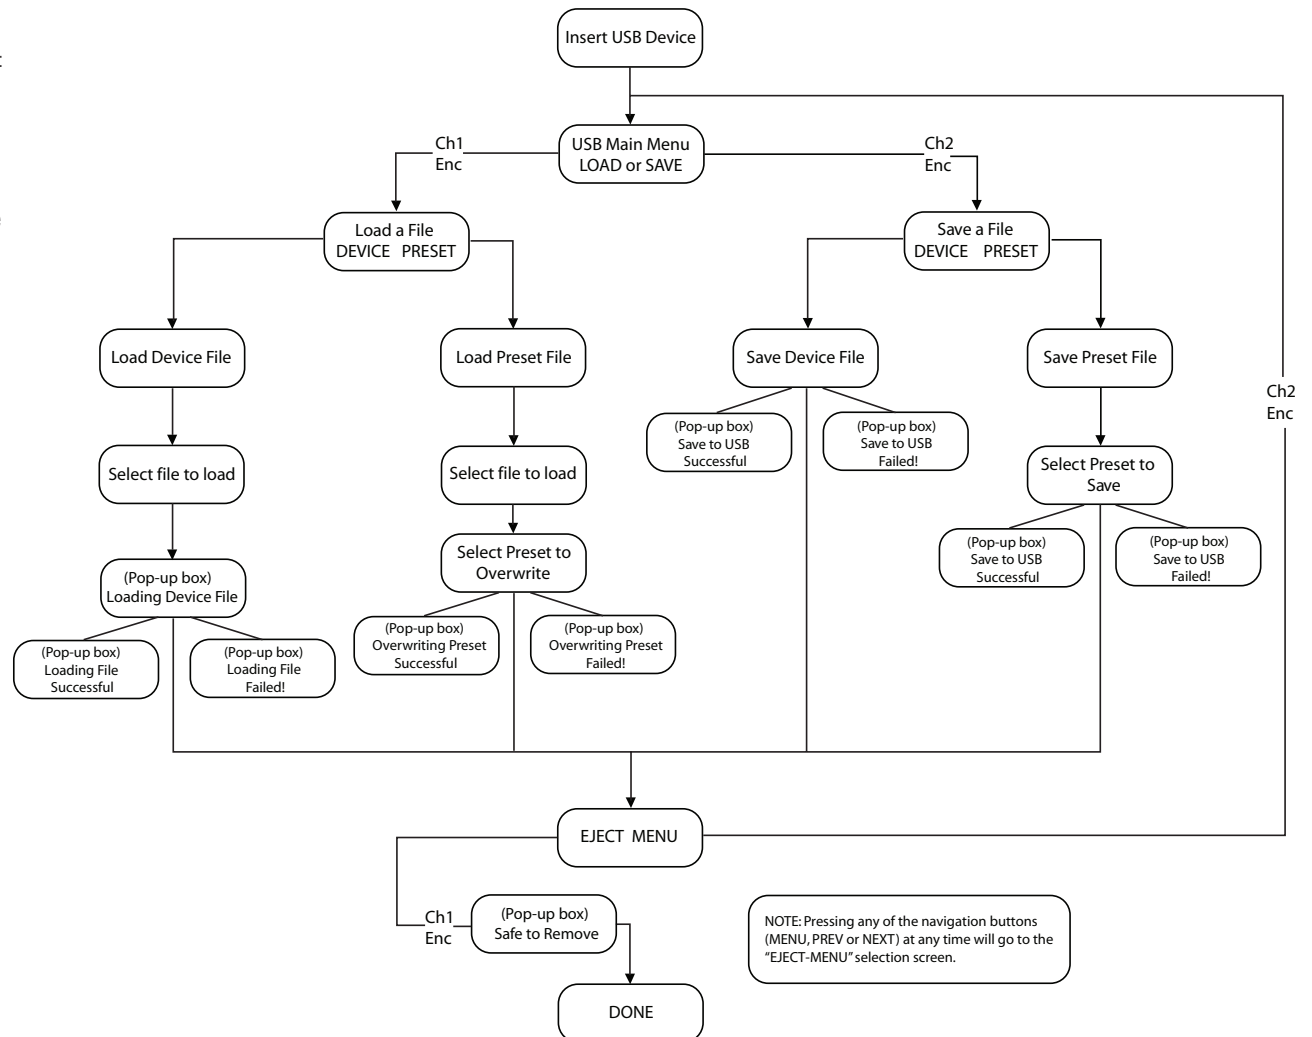 Insert USB Device
USB Main Menu
LOAD or SAVE
Ch1
Enc
Ch2
Enc
Load a File
DEVICE PRESET
Save a File
DEVICE PRESET
Load Device File
Load Preset File
Save Device File
Save Preset File
Ch2
Enc
(Pop-up box)
Save to USB
Successful
(Pop-up box)
Save to USB
Failed!
Select file to load
Select file to load
Select Preset to
Save
(Pop-up box)
Loading Device File
Select Preset to
Overwrite
(Pop-up box)
Save to USB
Successful
(Pop-up box)
Save to USB
Failed!
(Pop-up box)
Loading File
Successful
(Pop-up box)
Loading File
Failed!
(Pop-up box)
Overwriting Preset
Successful
(Pop-up box)
Overwriting Preset
Failed!
EJECT MENU
Ch1
Enc
(Pop-up box)
Safe to Remove
NOTE: Pressing any of the navigation buttons
(MENU, PREV or NEXT) at any time will go to the
“EJECT-MENU” selection screen.
DONE